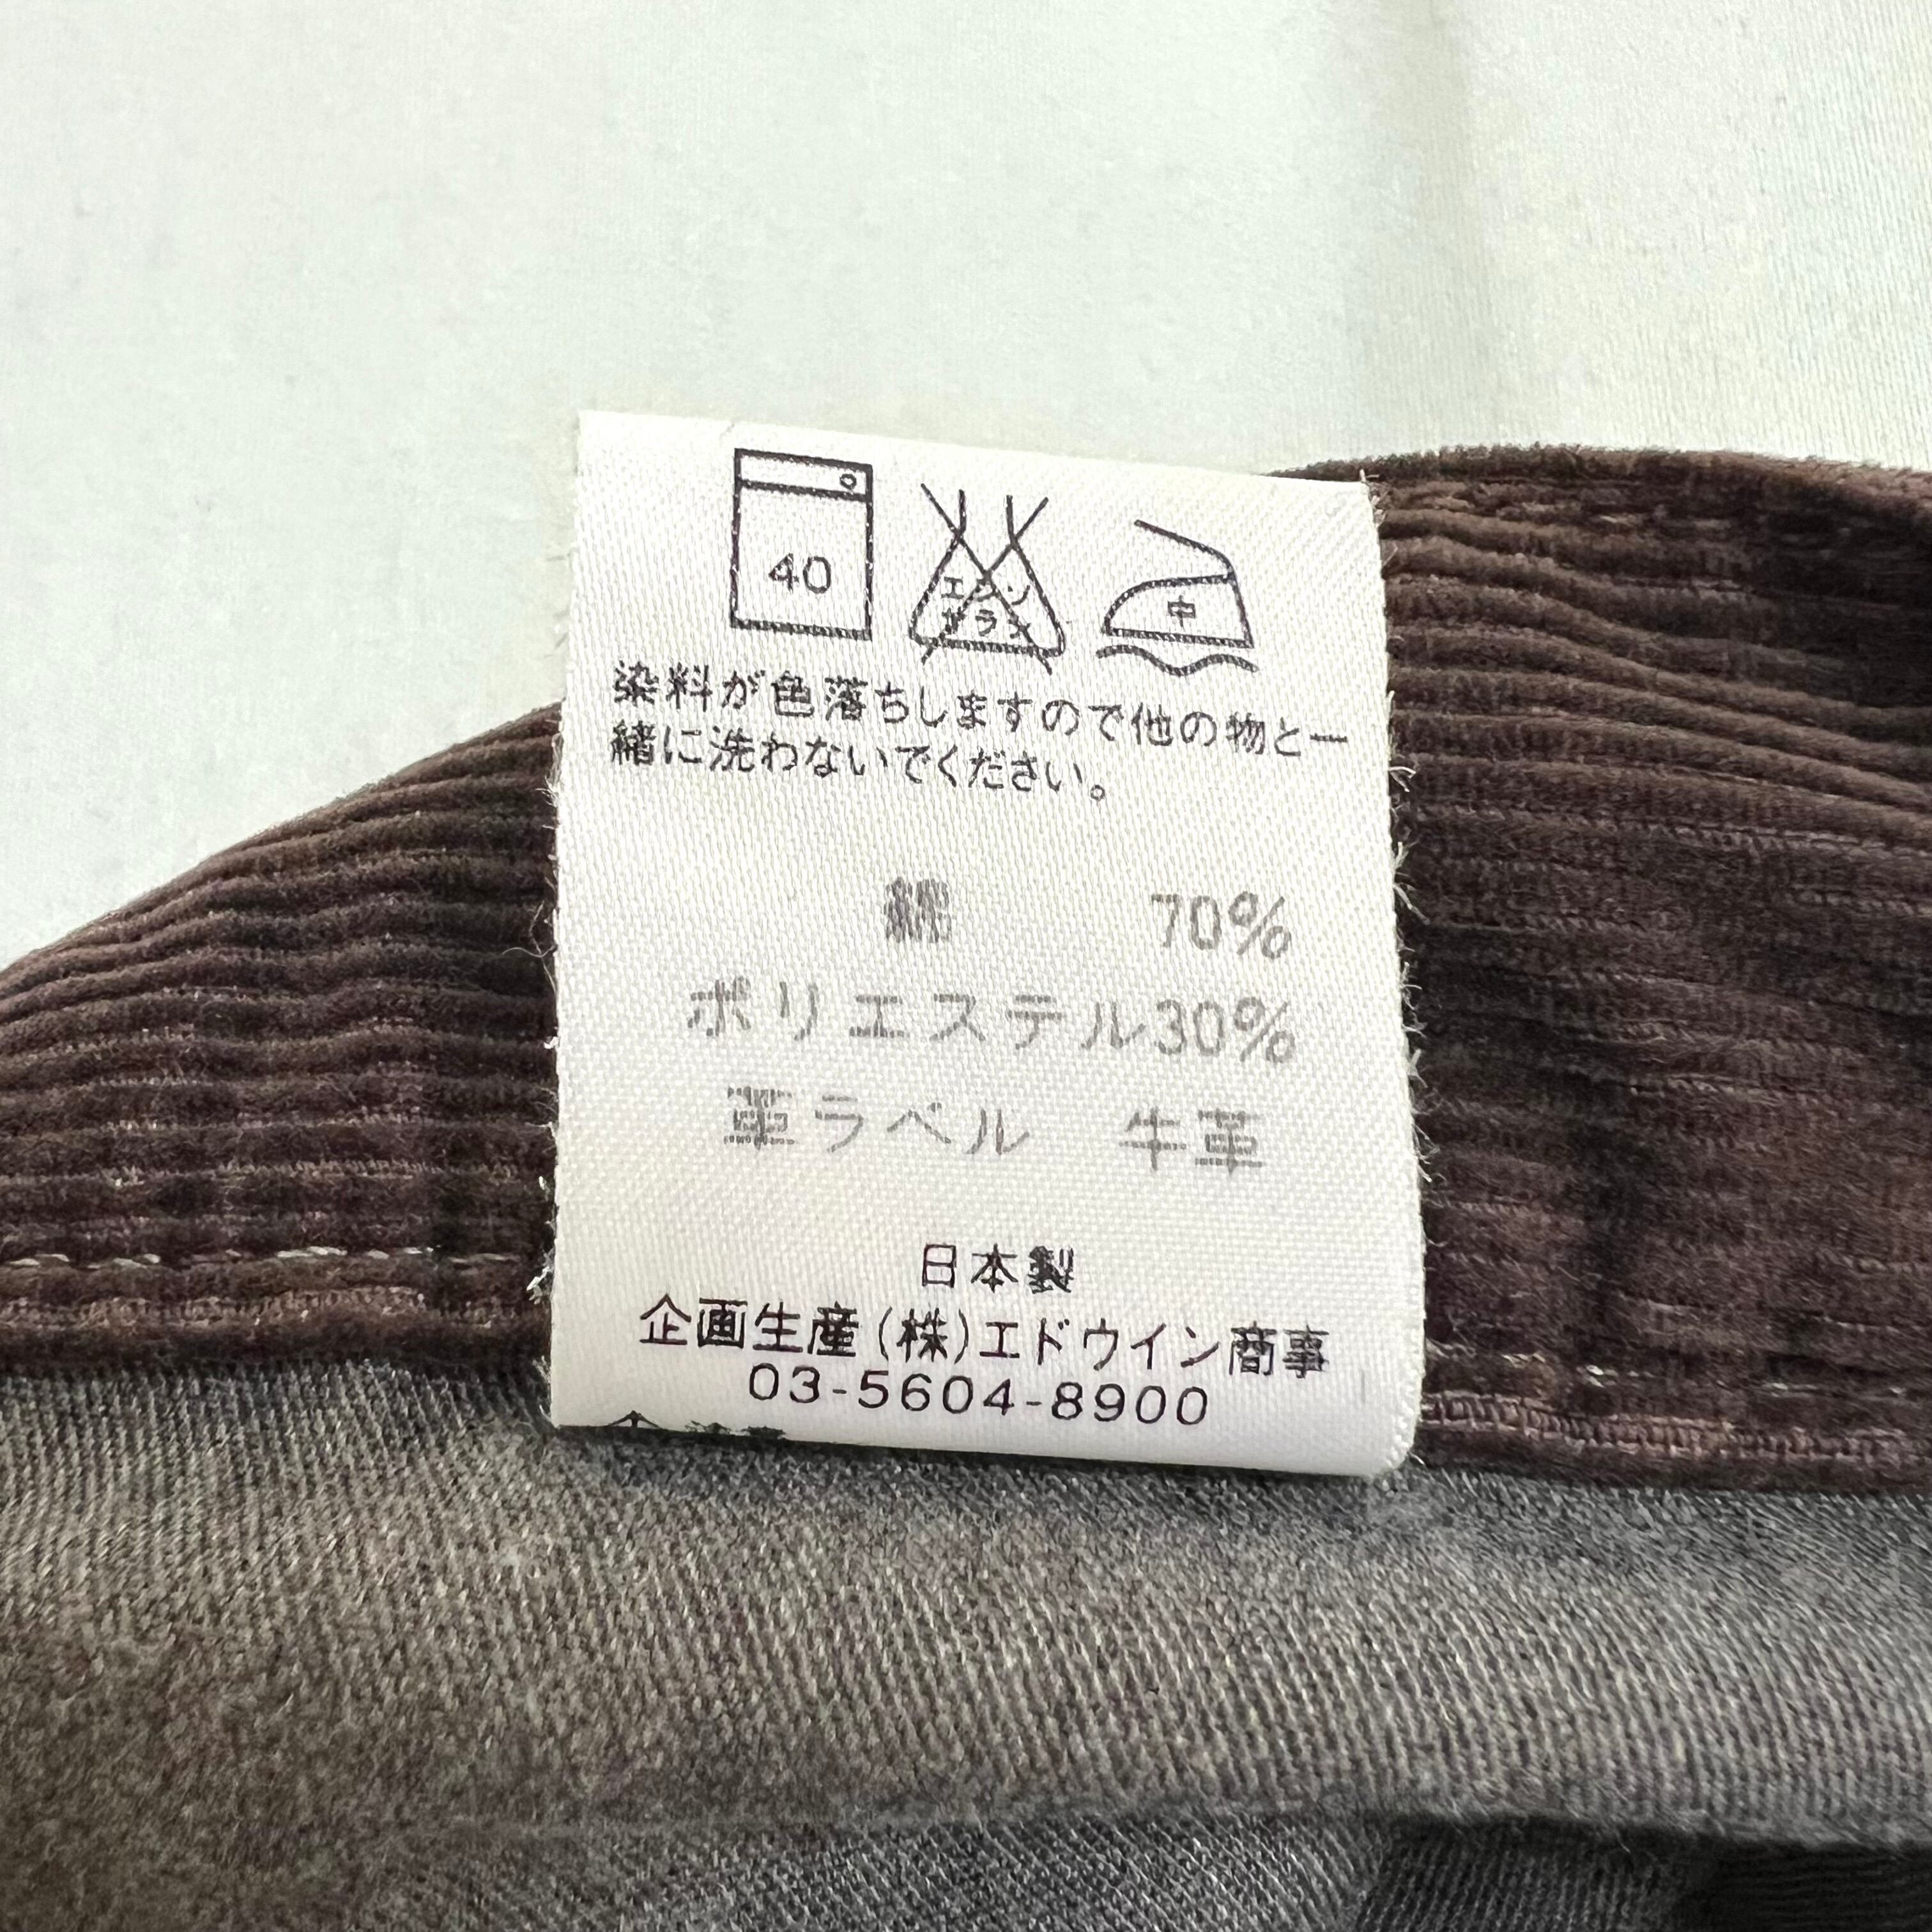 40
エンソ
サラシ
中
染料が色落ちしますので他の物と一
緒に洗わないでください。
綿 70%
ポリエステル30%
革ラベル 牛革
日本製
企画生産(株)エドウイン商事
03-5604-8900